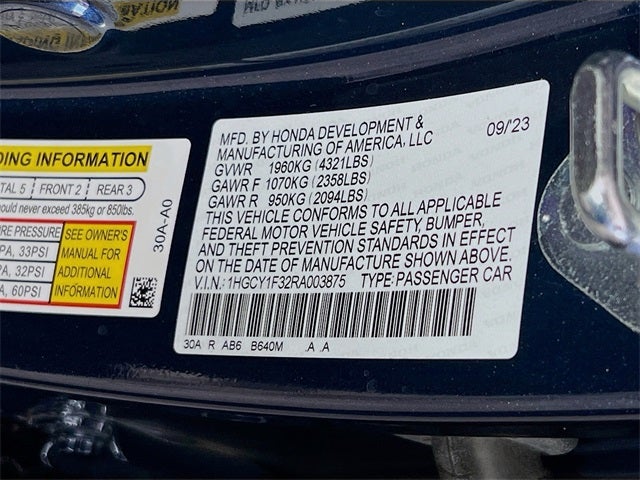 DING INFORMATION
TAL 5 FRONT 2 REAR 3
ould never exceed 385kg or 850lbs.
RE PRESSURE
PA, 33PSI
PA, 32PSI
A, 60PSI
SEE OWNER'S
MANUAL FOR
ADDITIONAL
INFORMATION
30A-A0
MFD. BY HONDA DEVELOPMENT &
MANUFACTURING OF AMERICA, LLC 09/'23
GVWR 1960KG (4321LBS)
GAWR F 1070KG (2358LBS)
GAWR R 950KG (2094LBS)
THIS VEHICLE CONFORMS TO ALL APPLICABLE
FEDERAL MOTOR VEHICLE SAFETY, BUMPER,
AND THEFT PREVENTION STANDARDS IN EFFECT
ON THE DATE OF MANUFACTURE SHOWN ABOVE.
V.I.N.: 1HGCY1F32RA003875 TYPE: PASSENGER CAR
30A R AB6 B640M .A .A